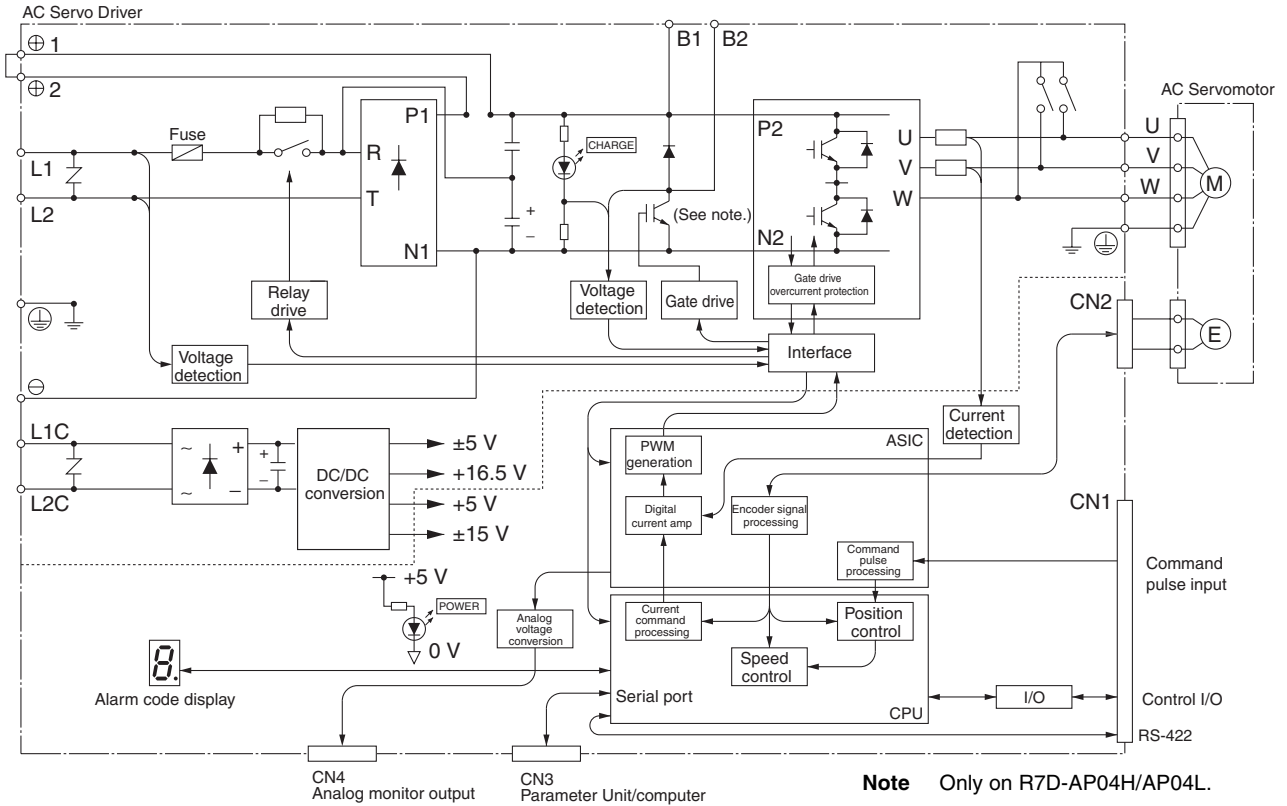 AC Servo Driver
⊕ 1
⊕ 2
B1
B2
AC Servomotor
P1
P2
Fuse
CHARGE
U
U
L1
R
V
V
L2
T
W
W
M
+
–
(See note.)
N1
N2
Relay
drive
Voltage
detection
Gate drive
Gate drive
overcurrent protection
CN2
Interface
E
Voltage
detection
⊖
L1C
L2C
~
+
~
–
+
–
DC/DC
conversion
±5 V
+16.5 V
+5 V
±15 V
Current
detection
ASIC
PWM
generation
Digital
current amp
Encoder signal
processing
CN1
Command
pulse
processing
Command
pulse input
+5 V
POWER
0 V
Analog
voltage
conversion
Current
command
processing
Position
control
Speed
control
8.
Alarm code display
Serial port
CPU
I/O
Control I/O
RS-422
CN4
Analog monitor output
CN3
Parameter Unit/computer
Note Only on R7D-AP04H/AP04L.